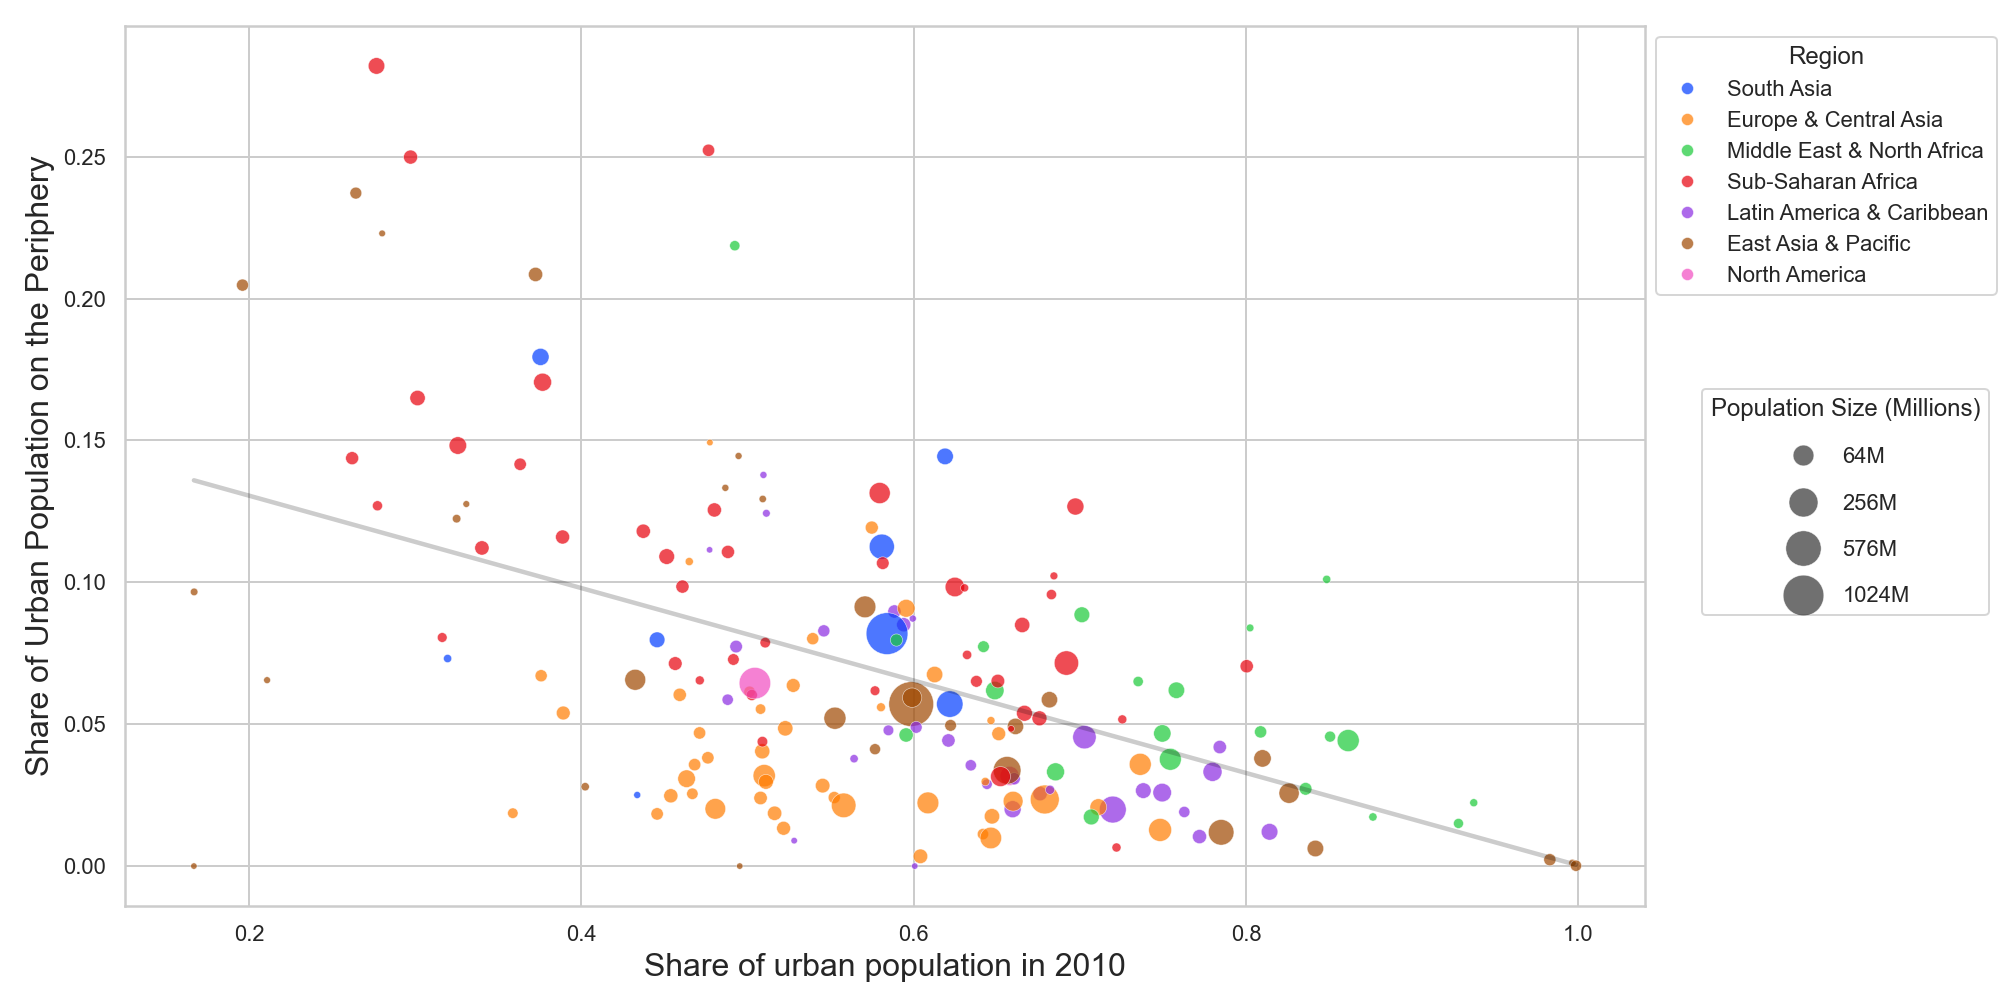 Region
South Asia
Europe & Central Asia
Middle East & North Africa
Sub-Saharan Africa
Latin America & Caribbean
East Asia & Pacific
North America
Population Size (Millions)
64M
256M
576M
1024M
Share of Urban Population on the Periphery
0.25
0.20
0.15
0.10
0.05
0.00
0.2
0.4
0.6
0.8
1.0
Share of urban population in 2010